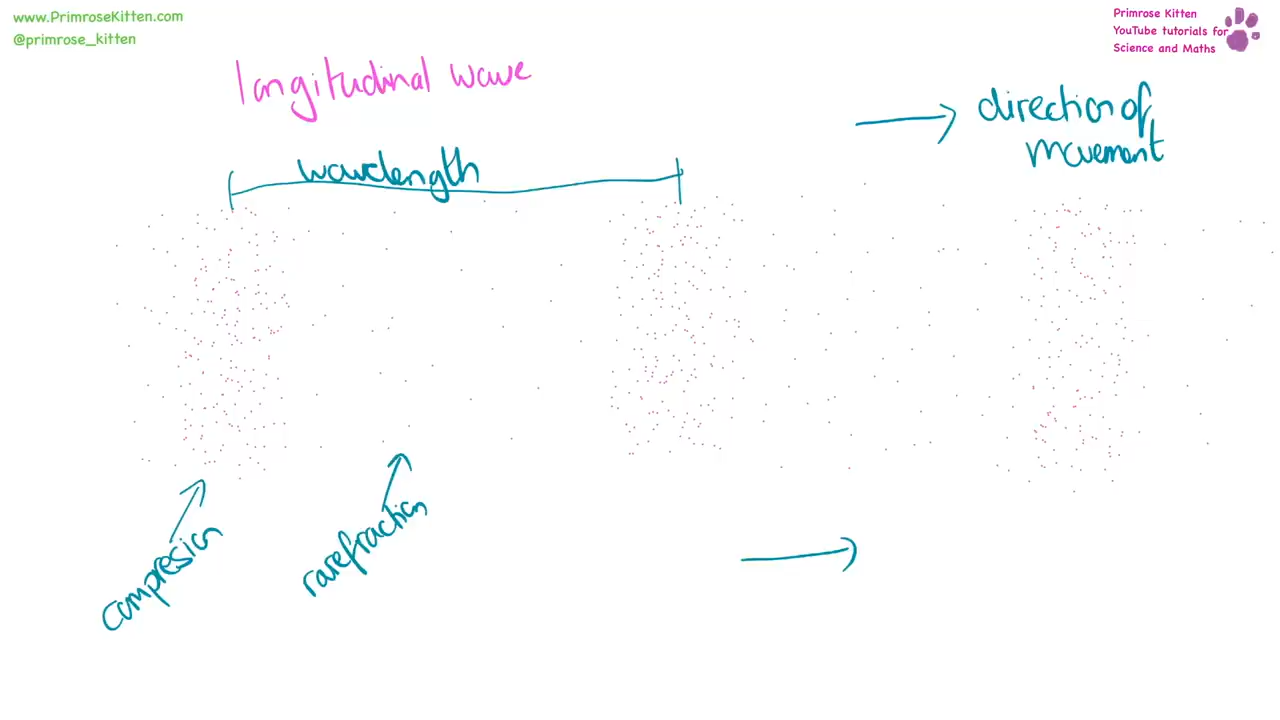 www.PrimroseKitten.com
@primrose_kitten
Primrose Kitten
YouTube tutorials for
Science and Maths
longitudinal wave
direction of
movement
wavelength
compresion
rarefraction